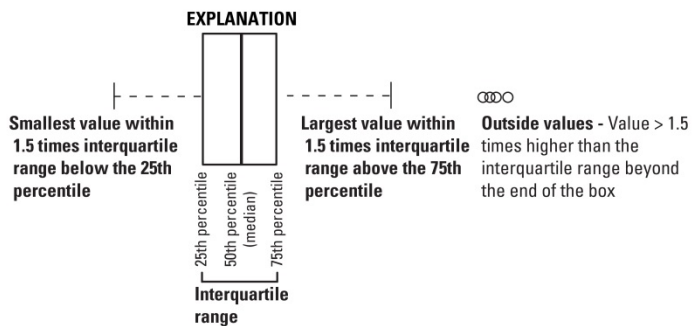 EXPLANATION
Smallest value within
1.5 times interquartile
range below the 25th
percentile
Largest value within
1.5 times interquartile
range above the 75th
percentile
Outside values - Value > 1.5
times higher than the
interquartile range beyond
the end of the box
25th percentile
50th percentile
(median)
75th percentile
Interquartile
range